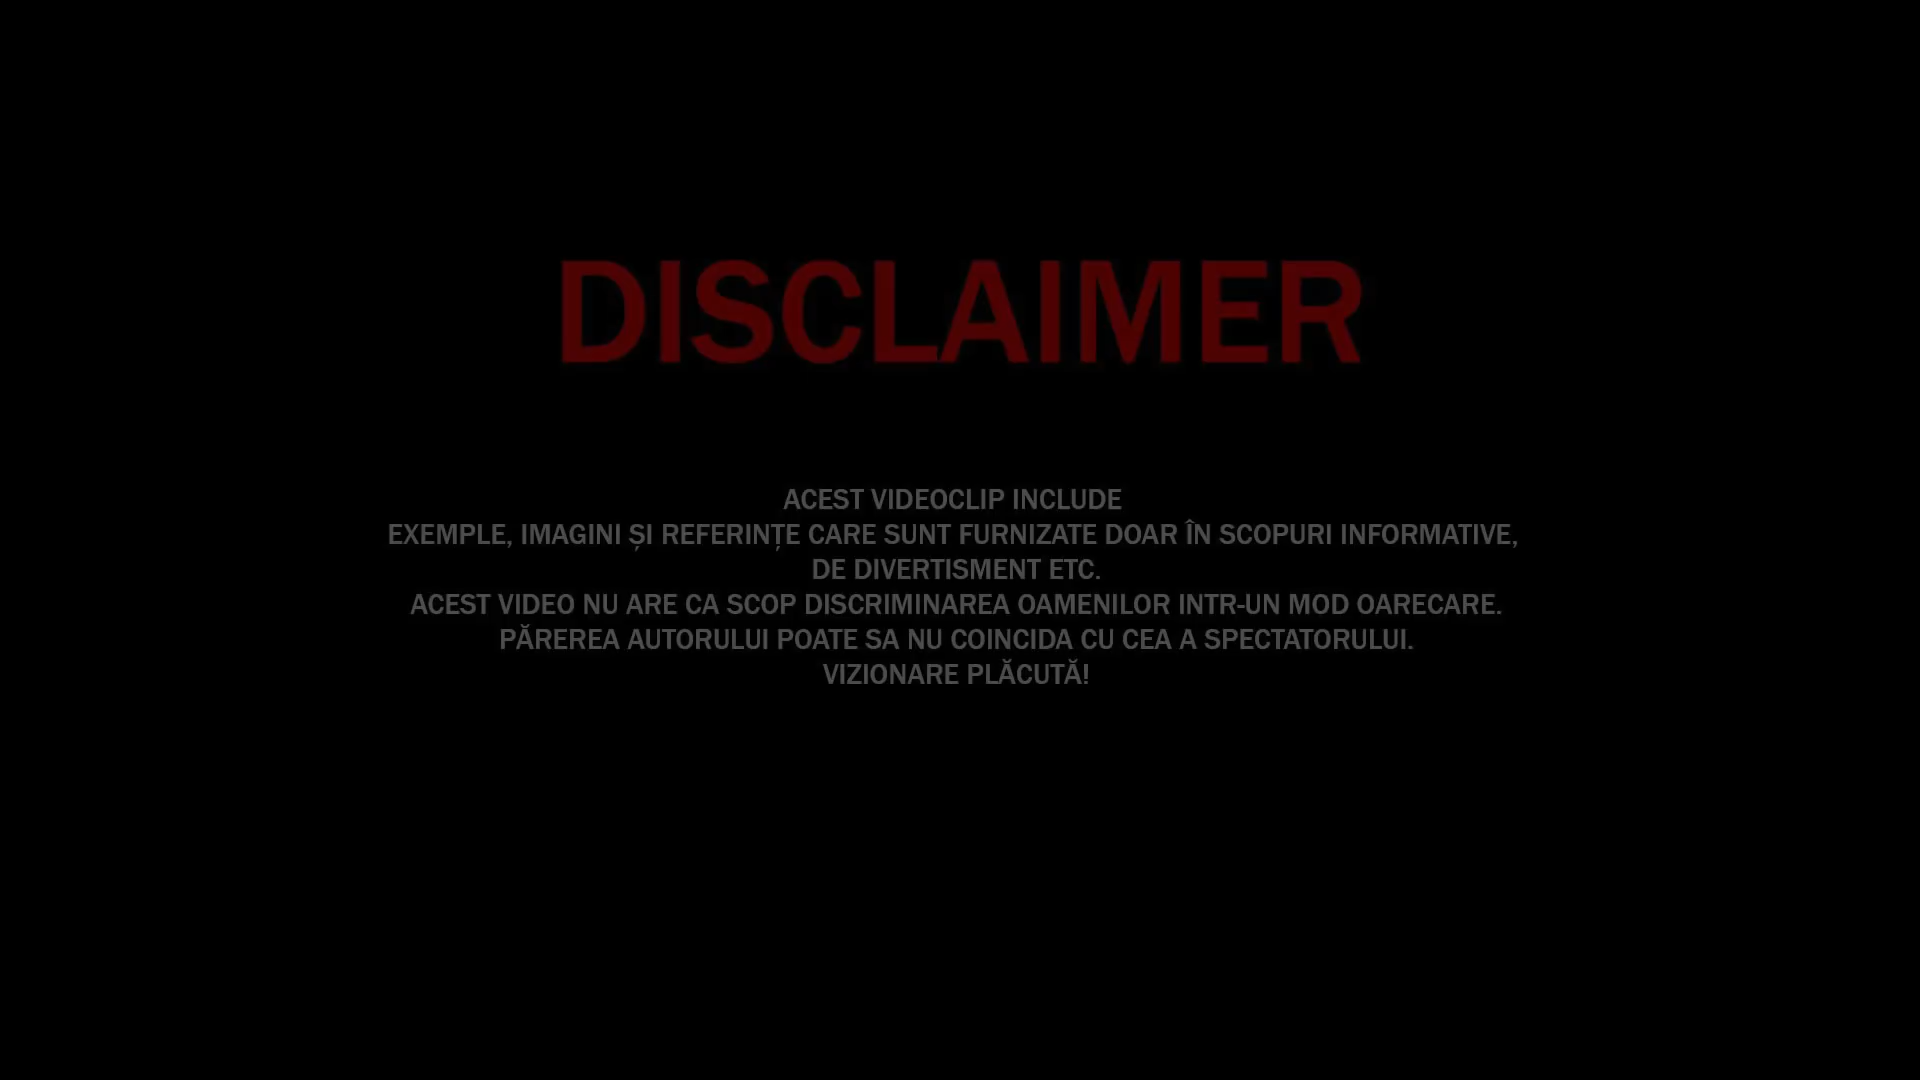 DISCLAIMER
ACEST VIDEOCLIP INCLUDE
EXEMPLE, IMAGINI ȘI REFERINȚE CARE SUNT FURNIZATE DOAR ÎN SCOPURI INFORMATIVE,
DE DIVERTISMENT ETC.
ACEST VIDEO NU ARE CA SCOP DISCRIMINAREA OAMENILOR INTR-UN MOD OARECARE.
PĂREREA AUTORULUI POATE SA NU COINCIDA CU CEA A SPECTATORULUI.
VIZIONARE PLĂCUTĂ!